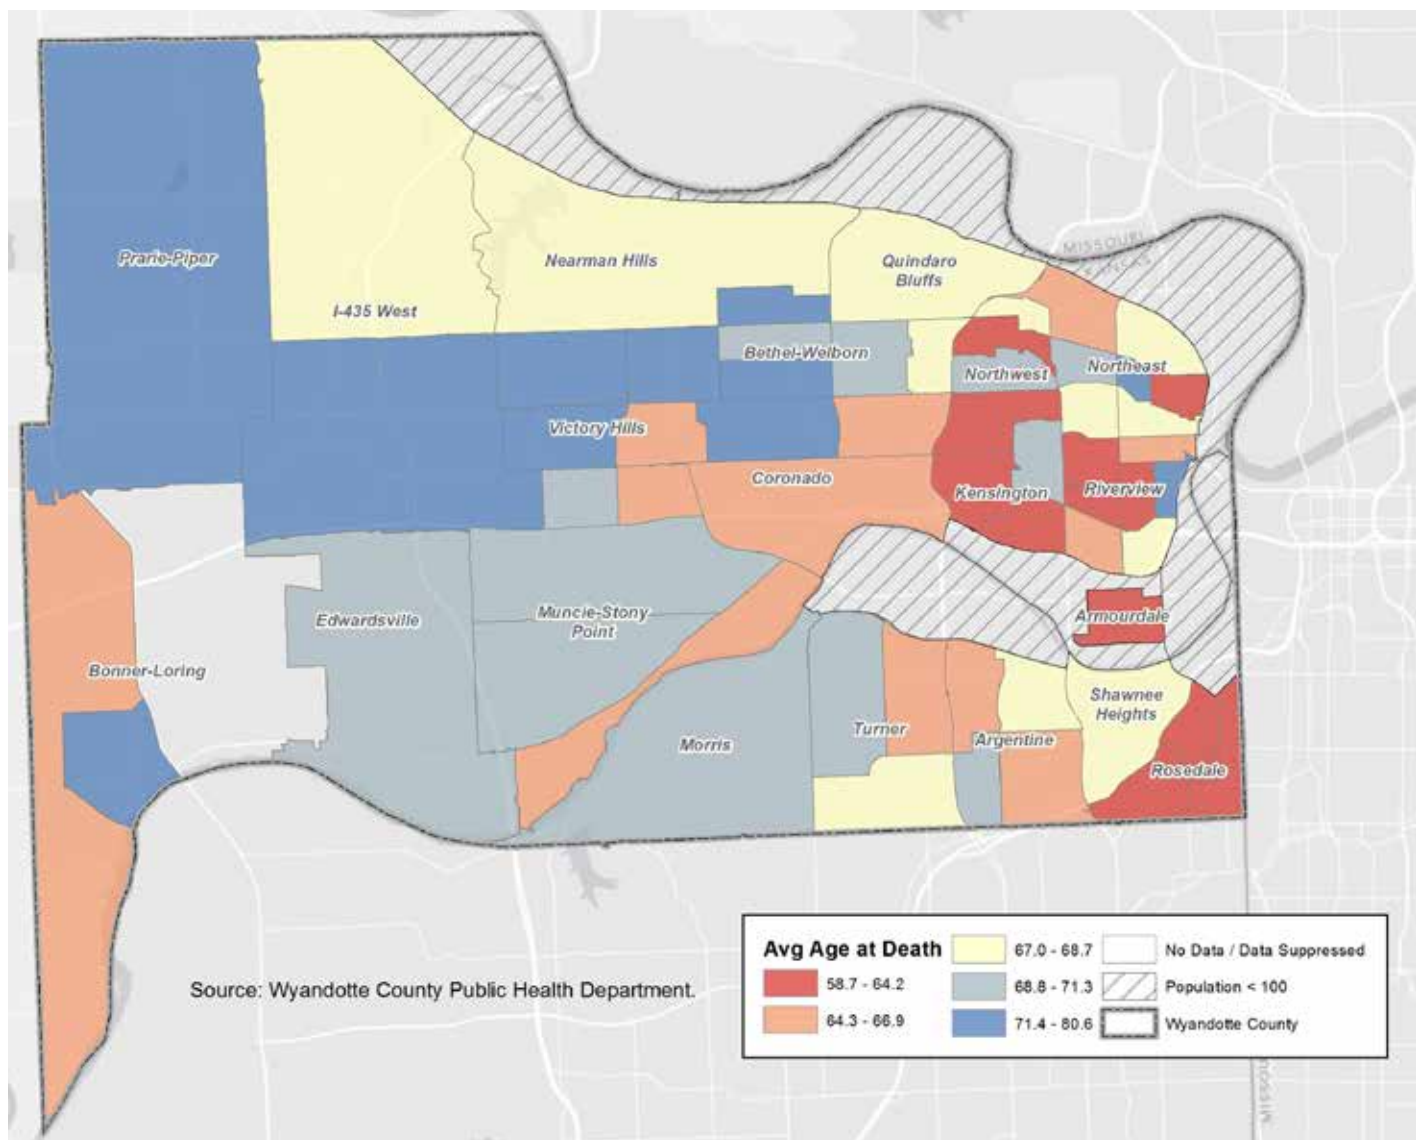 MISSOURI
KANSAS
Prarie-Piper
Nearman Hills
Quindaro
Bluffs
I-435 West
Bethel-Welborn
Northwest
Northeast
Victory Hills
Coronado
Kensington
Riverview
Edwardsville
Muncie-Stony
Point
Armourdale
Bonner-Loring
Shawnee
Heights
Morris
Turner
Argentine
Rosedale
Source: Wyandotte County Public Health Department.
Avg Age at Death
58.7 - 64.2
64.3 - 66.9
67.0 - 68.7
68.8 - 71.3
71.4 - 80.6
No Data / Data Suppressed
Population < 100
Wyandotte County